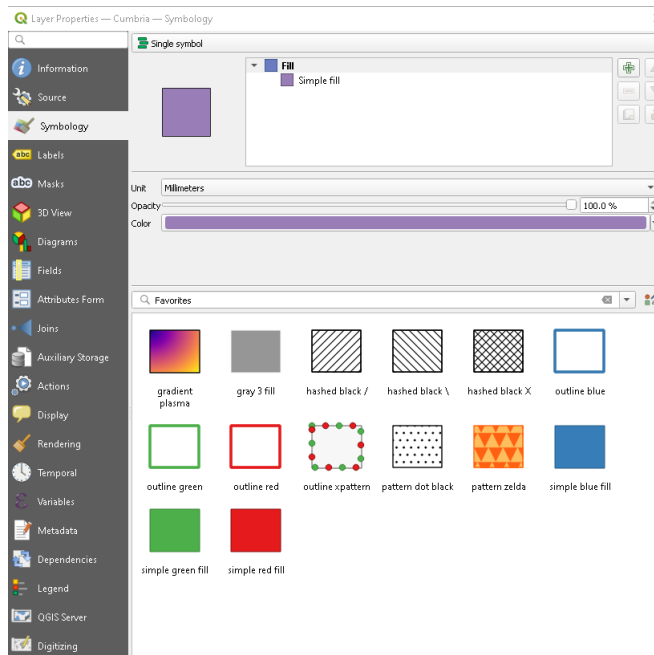 Layer Properties — Cumbria — Symbology
Single symbol
Information
Source
Symbology
abc Labels
abc Masks
3D View
Diagrams
Fields
Attributes Form
Joins
Auxiliary Storage
Actions
Display
Rendering
Temporal
Variables
Metadata
Dependencies
Legend
QGIS Server
Digitizing
Fill
Simple fill
Unit Millimeters
Opacity 100.0 %
Color
Favorites
gradient
plasma
gray 3 fill
hashed black /
hashed black \
hashed black X
outline blue
outline green
outline red
outline xpattern
pattern dot black
pattern zelda
simple blue fill
simple green fill
simple red fill